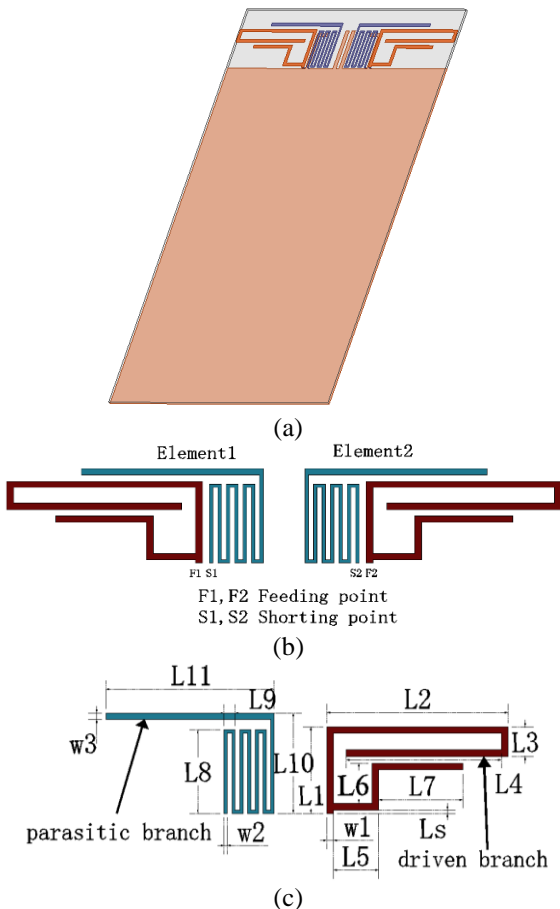 (a)
Element1 Element2
F1 S1 S2 F2
F1,F2 Feeding point
S1,S2 Shorting point
(b)
L11 L2
L9
w3 L3
L8 L10 L4
L1 L6 L7
w2 w1 Ls
parasitic branch
L5 driven branch
(c)